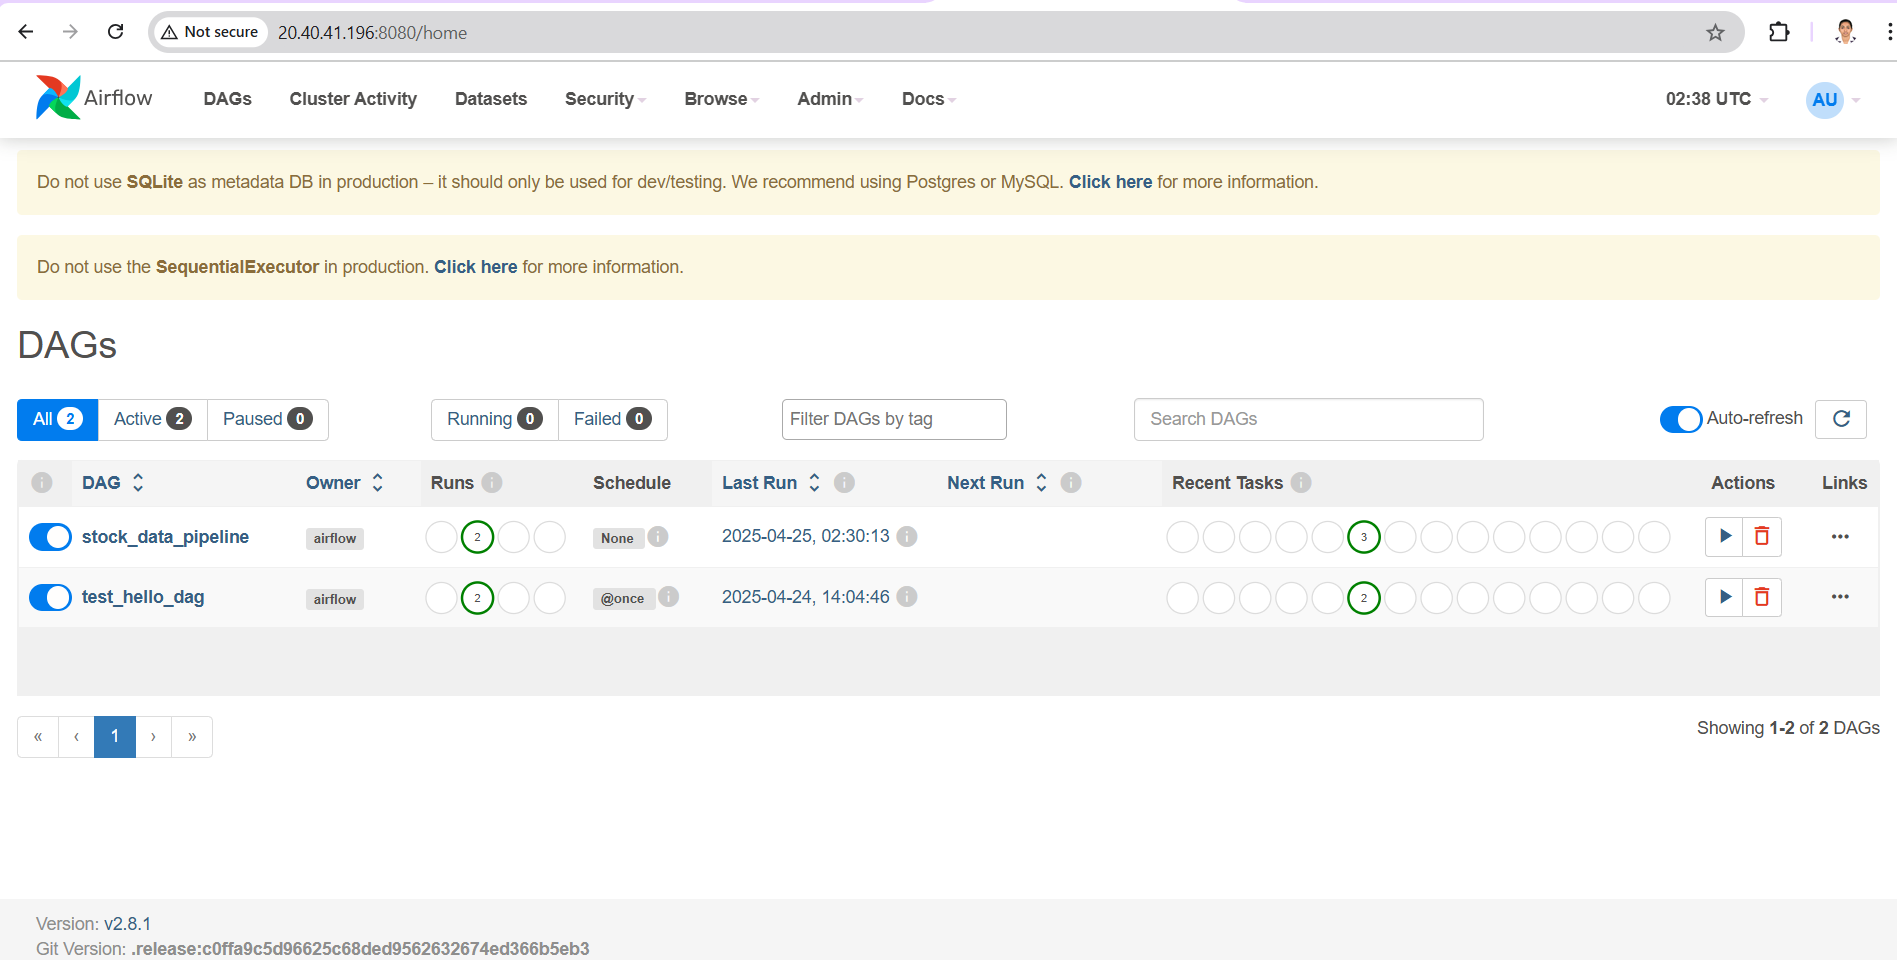 Not secure 20.40.41.196:8080/home
Airflow DAGs Cluster Activity Datasets Security Browse Admin Docs 02:38 UTC AU
Do not use SQLite as metadata DB in production – it should only be used for dev/testing. We recommend using Postgres or MySQL. Click here for more information.
Do not use the SequentialExecutor in production. Click here for more information.
DAGs
All 2 Active 2 Paused 0 Running 0 Failed 0 Filter DAGs by tag Search DAGs Auto-refresh
i DAG Owner Runs i Schedule Last Run i Next Run i Recent Tasks i Actions Links
stock_data_pipeline airflow 2 None i 2025-04-25, 02:30:13 i 3 ...
test_hello_dag airflow 2 @once i 2025-04-24, 14:04:46 i 2 ...
« ‹ 1 › » Showing 1-2 of 2 DAGs
Version: v2.8.1
Git Version: .release:c0ffa9c5d96625c68ded9562632674ed366b5eb3